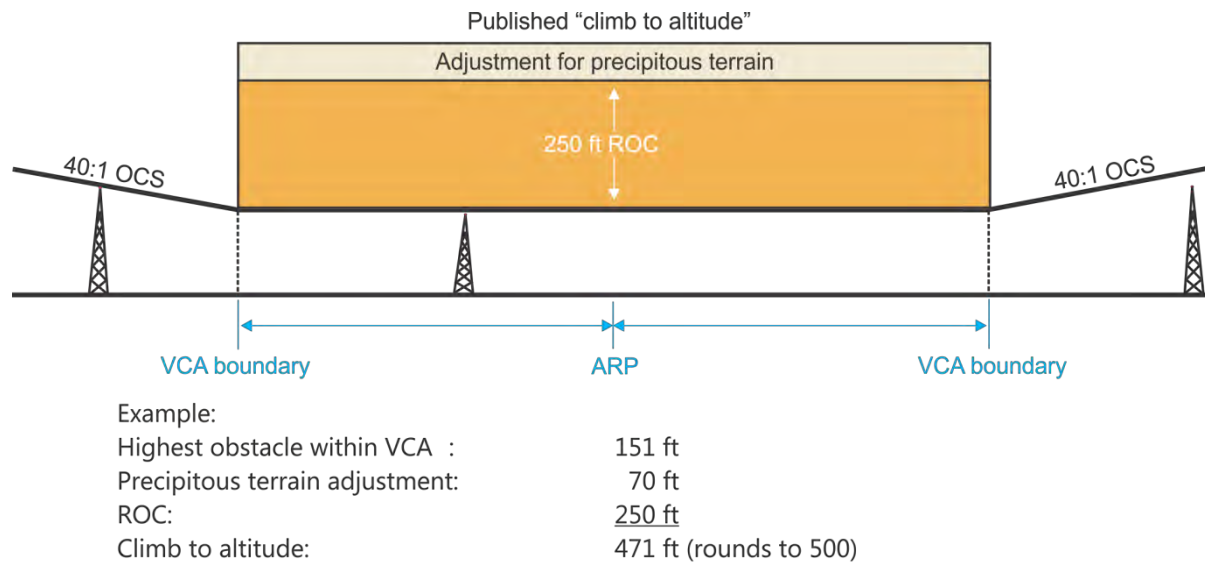 Published “climb to altitude”
Adjustment for precipitous terrain
250 ft ROC
40:1 OCS
40:1 OCS
VCA boundary
ARP
VCA boundary
Example:
Highest obstacle within VCA : 151 ft
Precipitous terrain adjustment: 70 ft
ROC: 250 ft
Climb to altitude: 471 ft (rounds to 500)